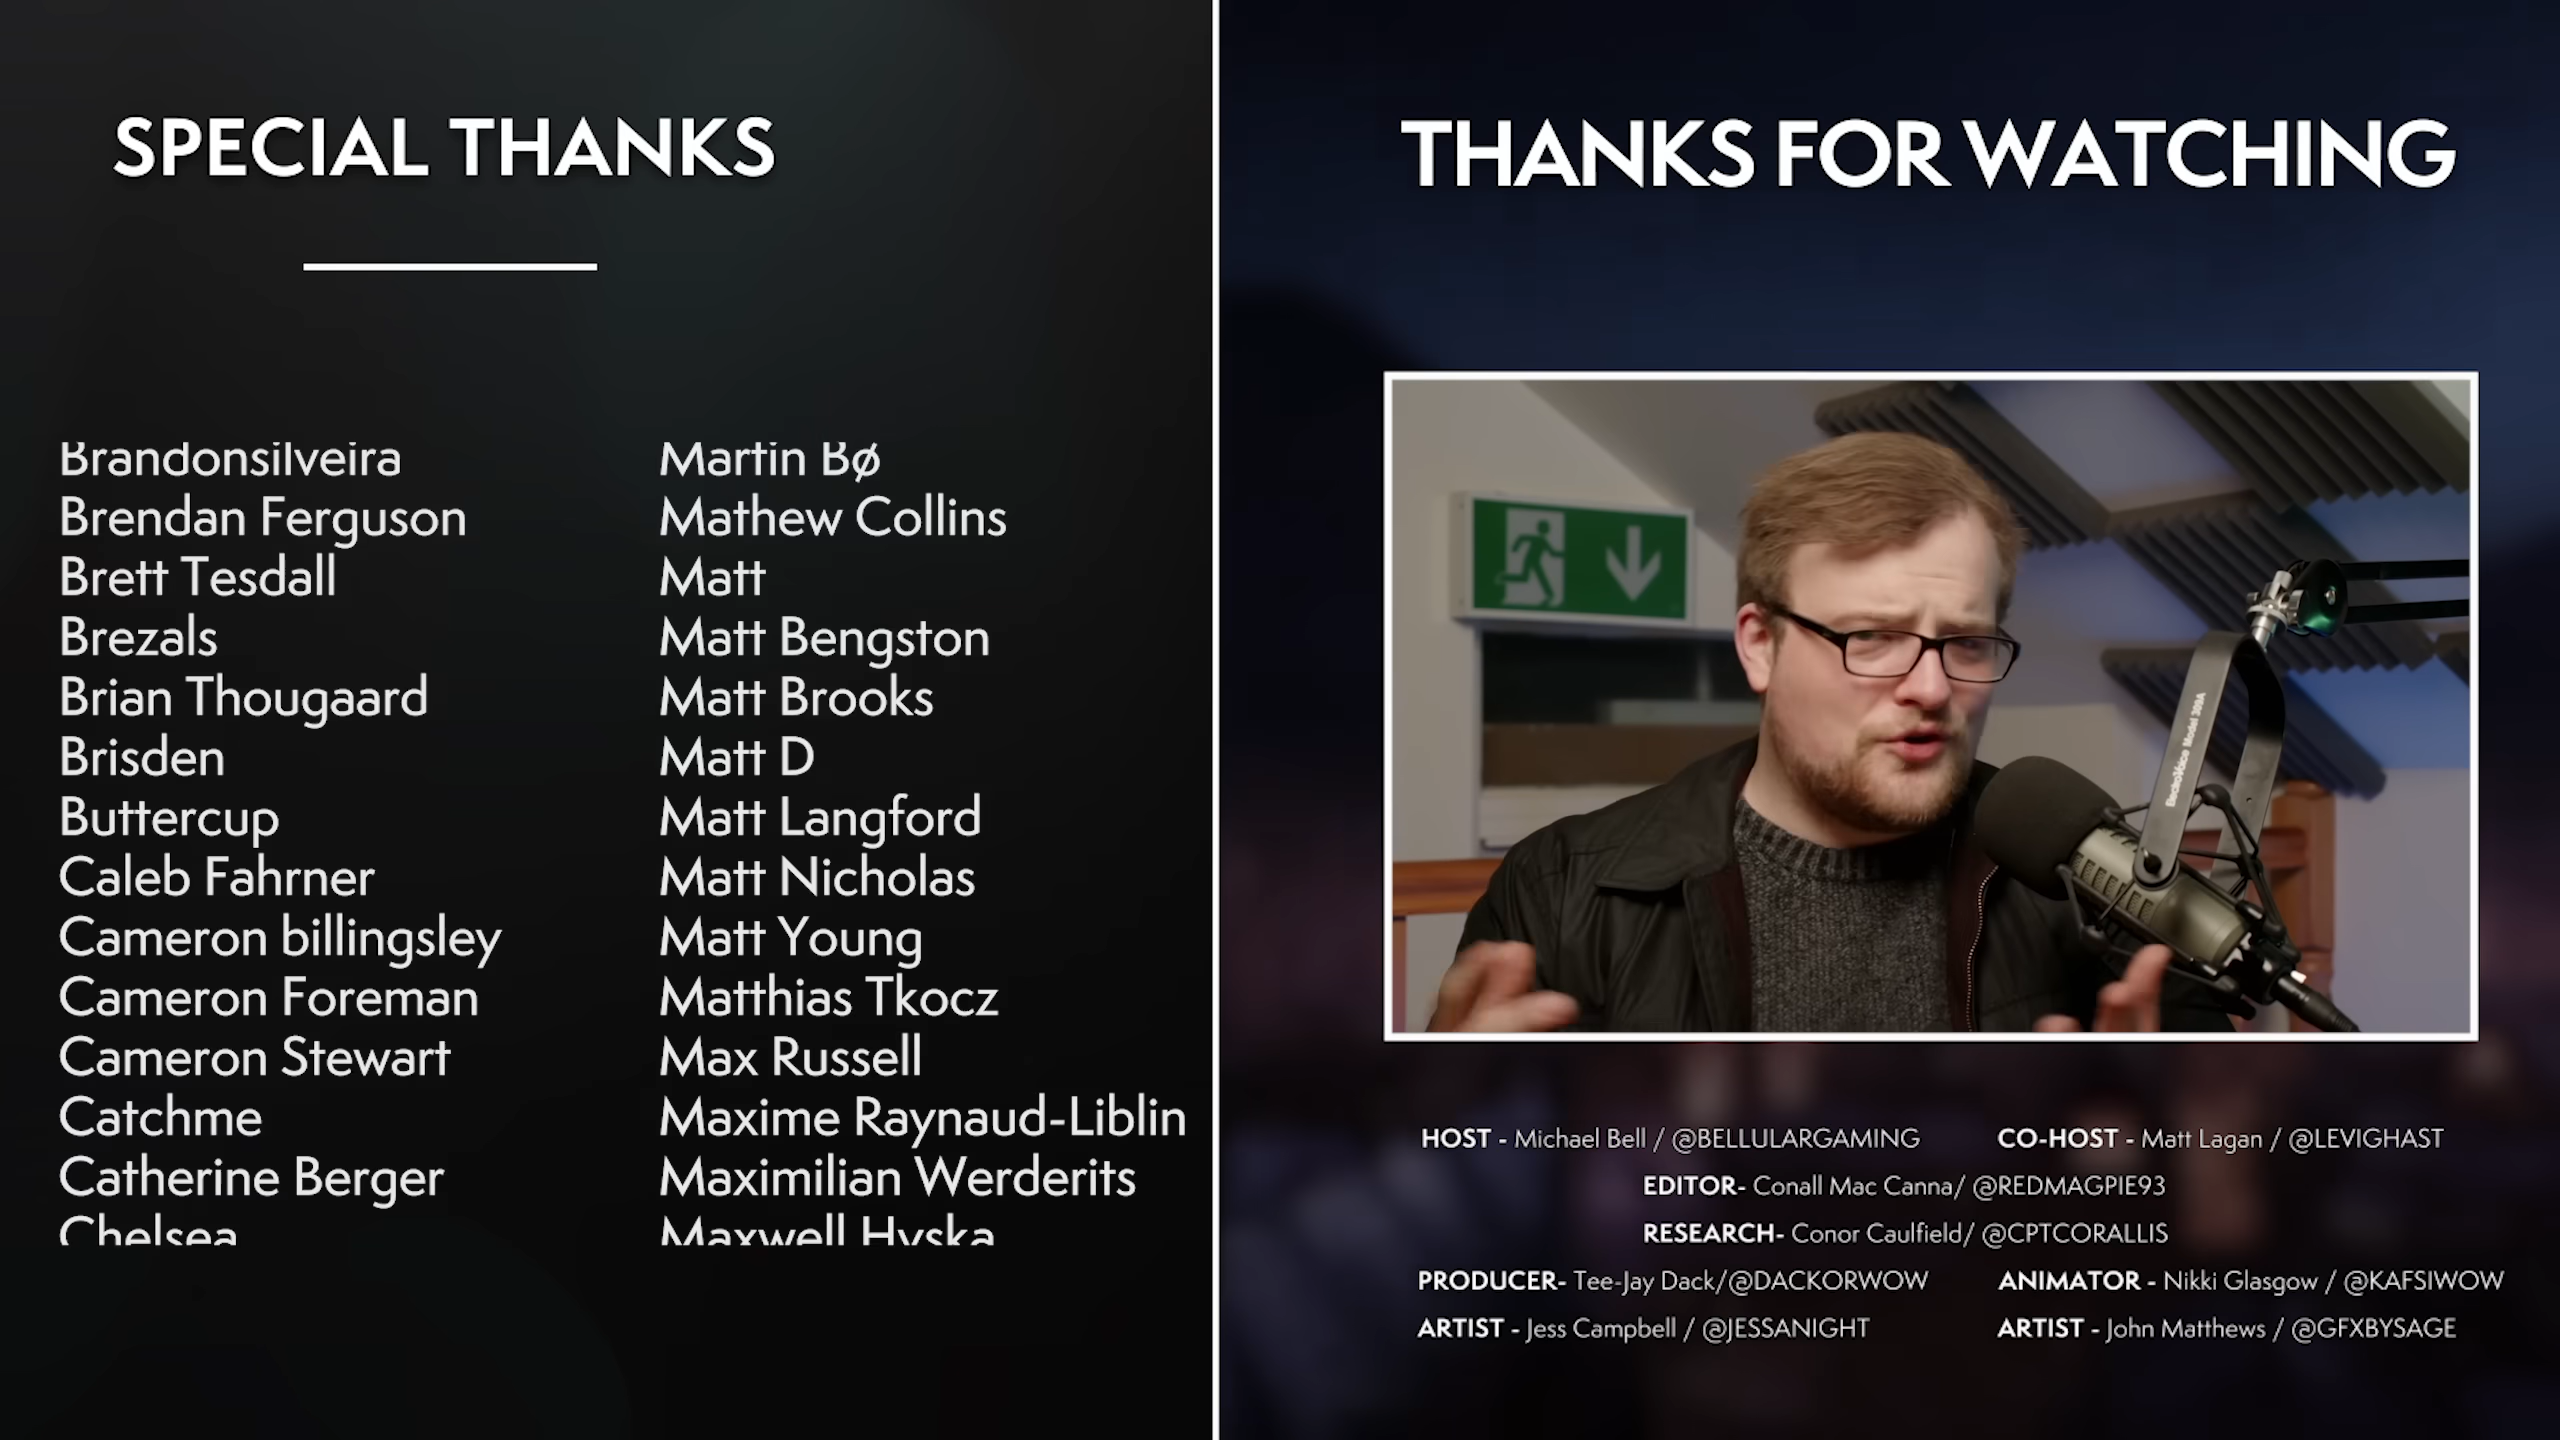 SPECIAL THANKS
Brandonsilveira
Brendan Ferguson
Brett Tesdall
Brezals
Brian Thougaard
Brisden
Buttercup
Caleb Fahrner
Cameron billingsley
Cameron Foreman
Cameron Stewart
Catchme
Catherine Berger
Chelsea
Martin Bø
Mathew Collins
Matt
Matt Bengston
Matt Brooks
Matt D
Matt Langford
Matt Nicholas
Matt Young
Matthias Tkocz
Max Russell
Maxime Raynaud-Liblin
Maximilian Werderits
Maxwell Hyska
THANKS FOR WATCHING
ElectroVoice Model 309A
HOST - Michael Bell / @BELLULARGAMING
CO-HOST - Matt Lagan / @LEVIGHAST
EDITOR- Conall Mac Canna/ @REDMAGPIE93
RESEARCH- Conor Caulfield/ @CPTCORALLIS
PRODUCER- Tee-Jay Dack/@DACKORWOW
ANIMATOR - Nikki Glasgow / @KAFSIWOW
ARTIST - Jess Campbell / @JESSANIGHT
ARTIST - John Matthews / @GFXBYSAGE